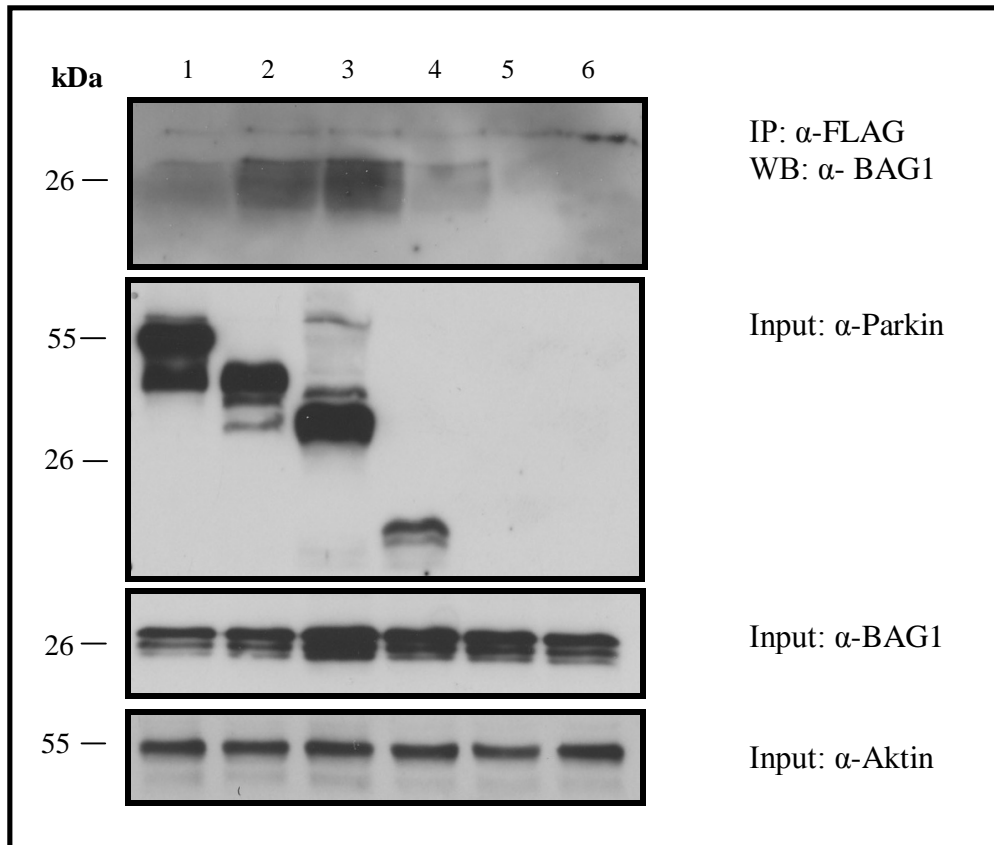 kDa 1 2 3 4 5 6
IP: α-FLAG
WB: α- BAG1
26
55
Input: α-Parkin
26
26
Input: α-BAG1
55
Input: α-Aktin